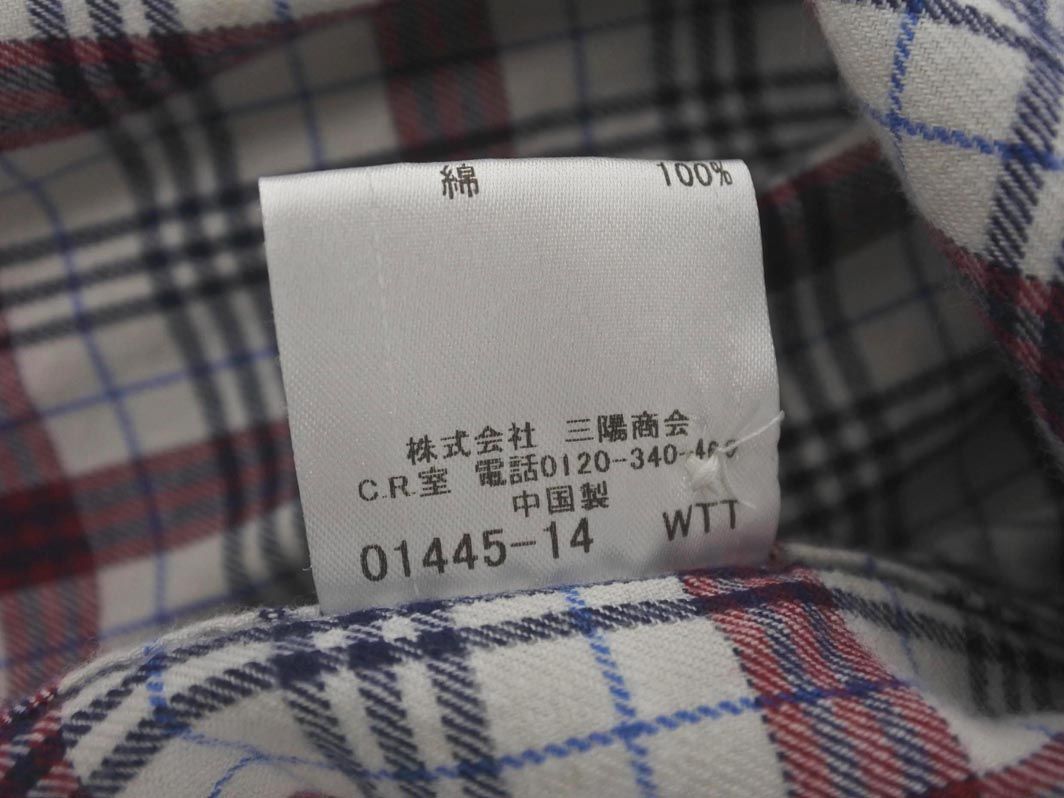 綿 100%
株式会社 三陽商会
C.R.室 電話0120-340-460
中国製
01445-14 WTT